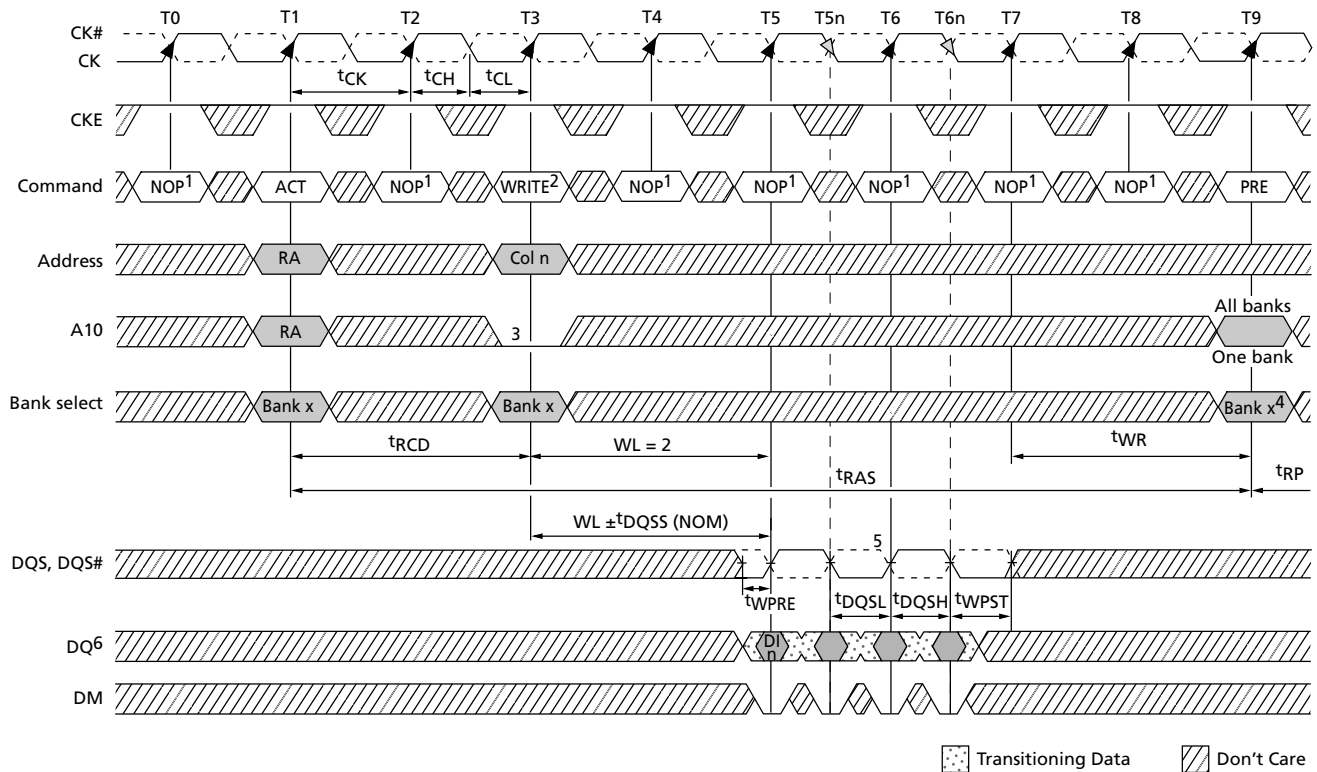 T0 T1 T2 T3 T4 T5 T5n T6 T6n T7 T8 T9
CK#
CK
tCK tCH tCL
CKE
Command NOP1 ACT NOP1 WRITE2 NOP1 NOP1 NOP1 NOP1 NOP1 PRE
Address RA Col n
All banks
A10 RA 3
One bank
Bank select Bank x Bank x Bank x4
tRCD WL = 2 tWR
tRAS tRP
WL ±tDQSS (NOM)
5
DQS, DQS#
tWPRE tDQSL tDQSH tWPST
DQ6 DI
n
DM
Transitioning Data Don't Care